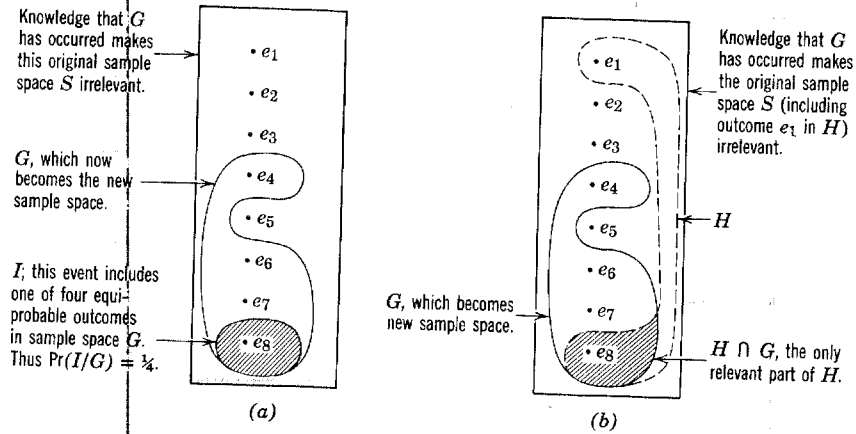 Knowledge that G
has occurred makes
this original sample
space S irrelevant.
G, which now
becomes the new
sample space.
I; this event includes
one of four equi-
probable outcomes
in sample space G.
Thus Pr(I/G) = ¼.
• e₁
• e₂
• e₃
• e₄
• e₅
• e₆
• e₇
• e₈
(a)
• e₁
• e₂
• e₃
• e₄
• e₅
• e₆
• e₇
• e₈
G, which becomes
new sample space.
Knowledge that G
has occurred makes
the original sample
space S (including
outcome e₁ in H)
irrelevant.
H
H ∩ G, the only
relevant part of H.
(b)